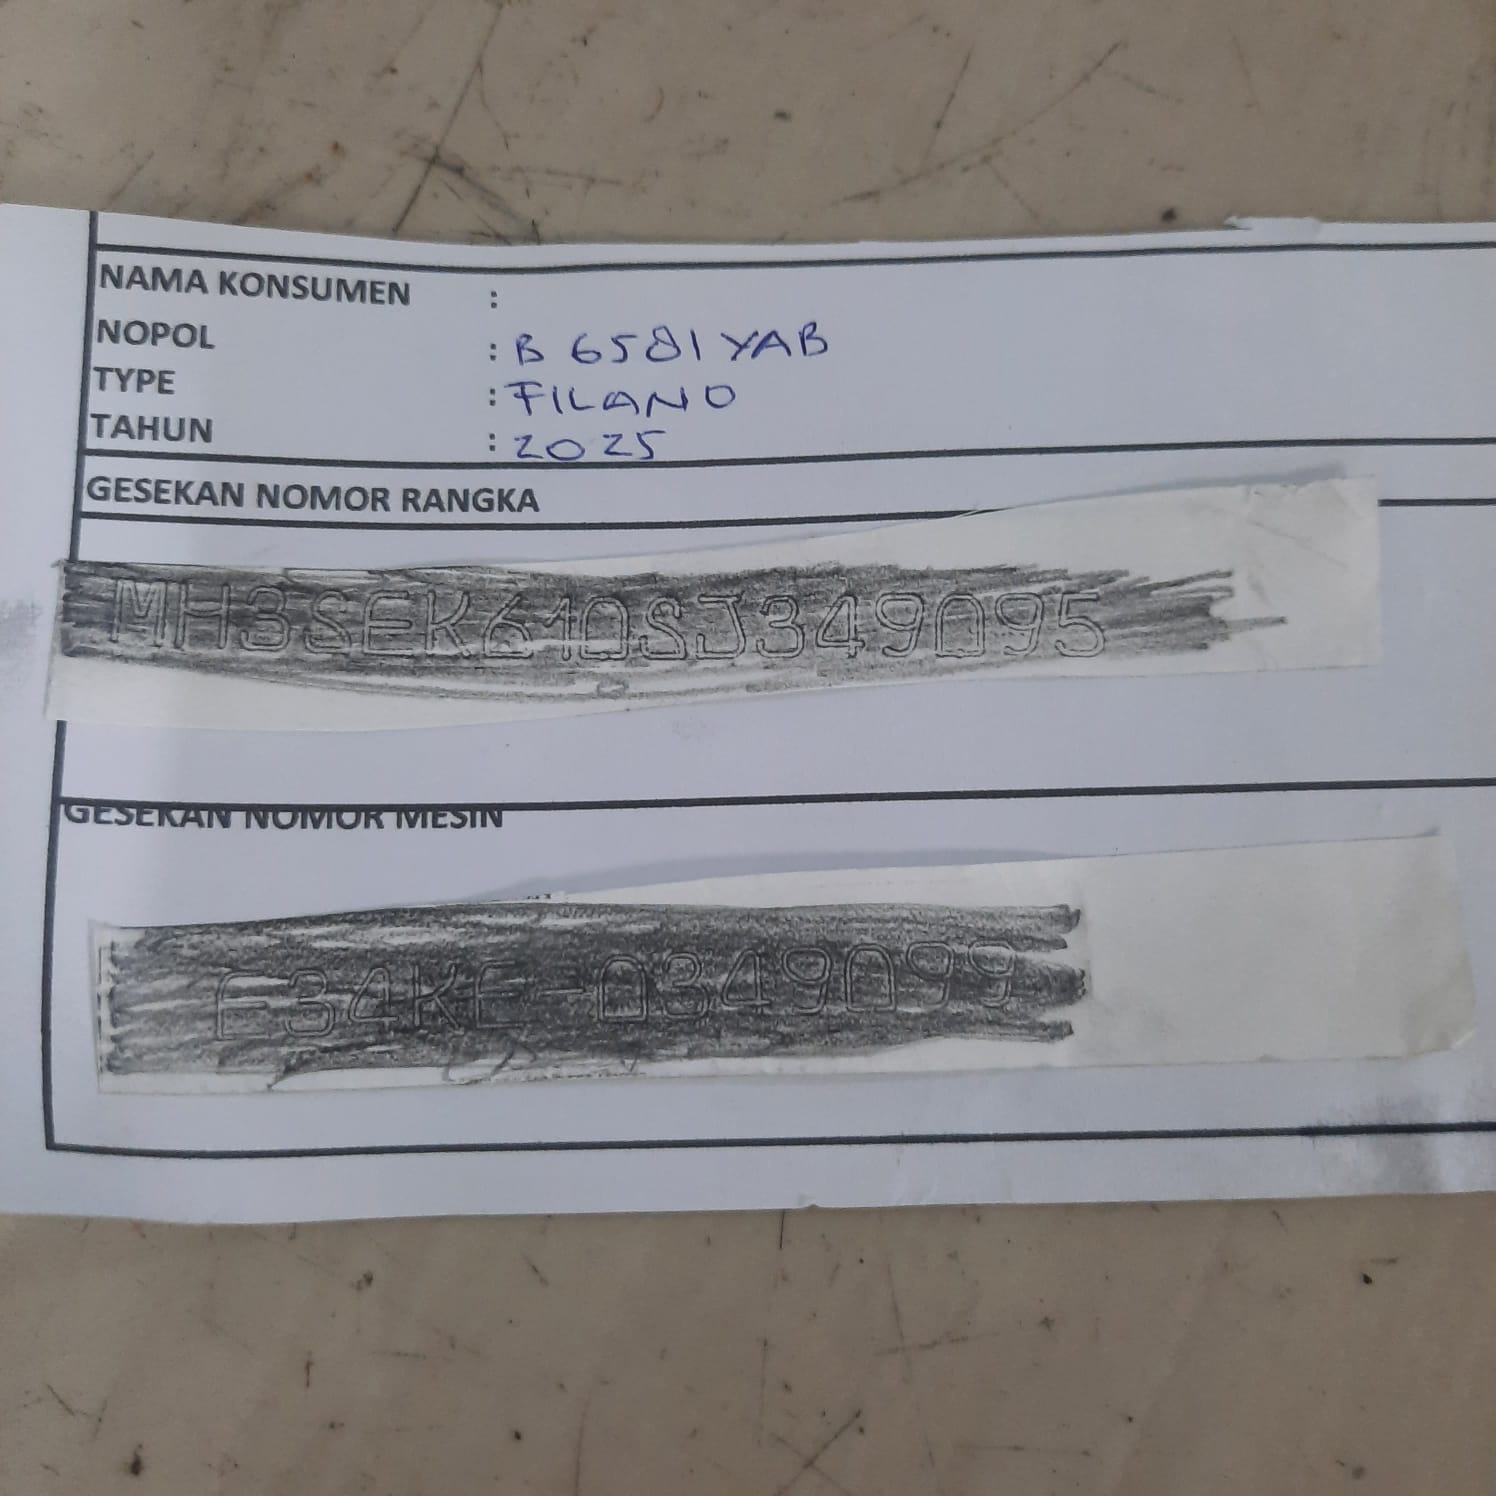 NAMA KONSUMEN :
NOPOL : B 6581 YAB
TYPE : FILANO
TAHUN : 2025
GESEKAN NOMOR RANGKA
MH3SEK610SJ349095
GESEKAN NOMOR MESIN
E34KE-0349099